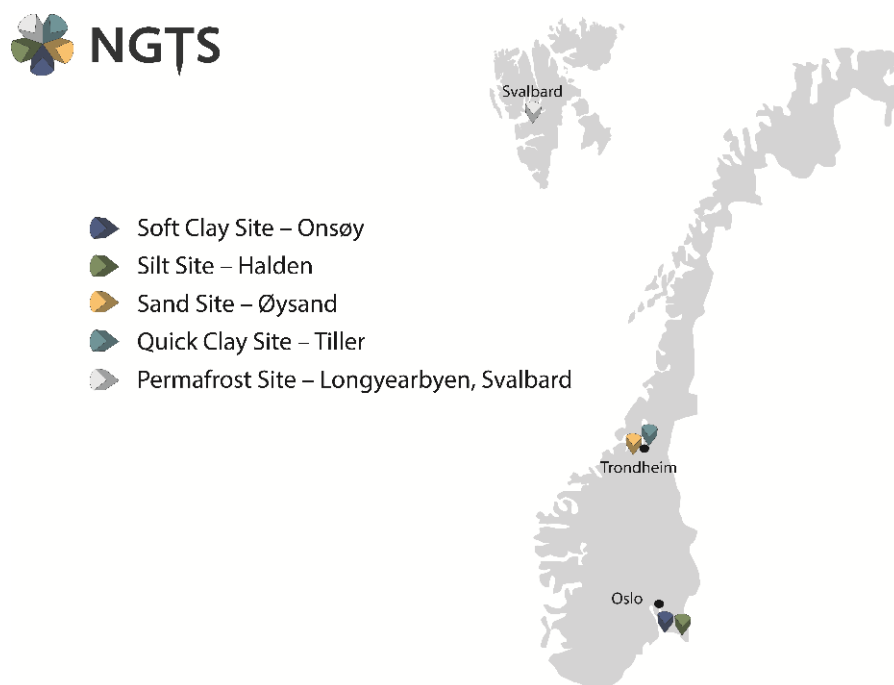 NGTS
Svalbard
Soft Clay Site – Onsøy
Silt Site – Halden
Sand Site – Øysand
Quick Clay Site – Tiller
Permafrost Site – Longyearbyen, Svalbard
Trondheim
Oslo